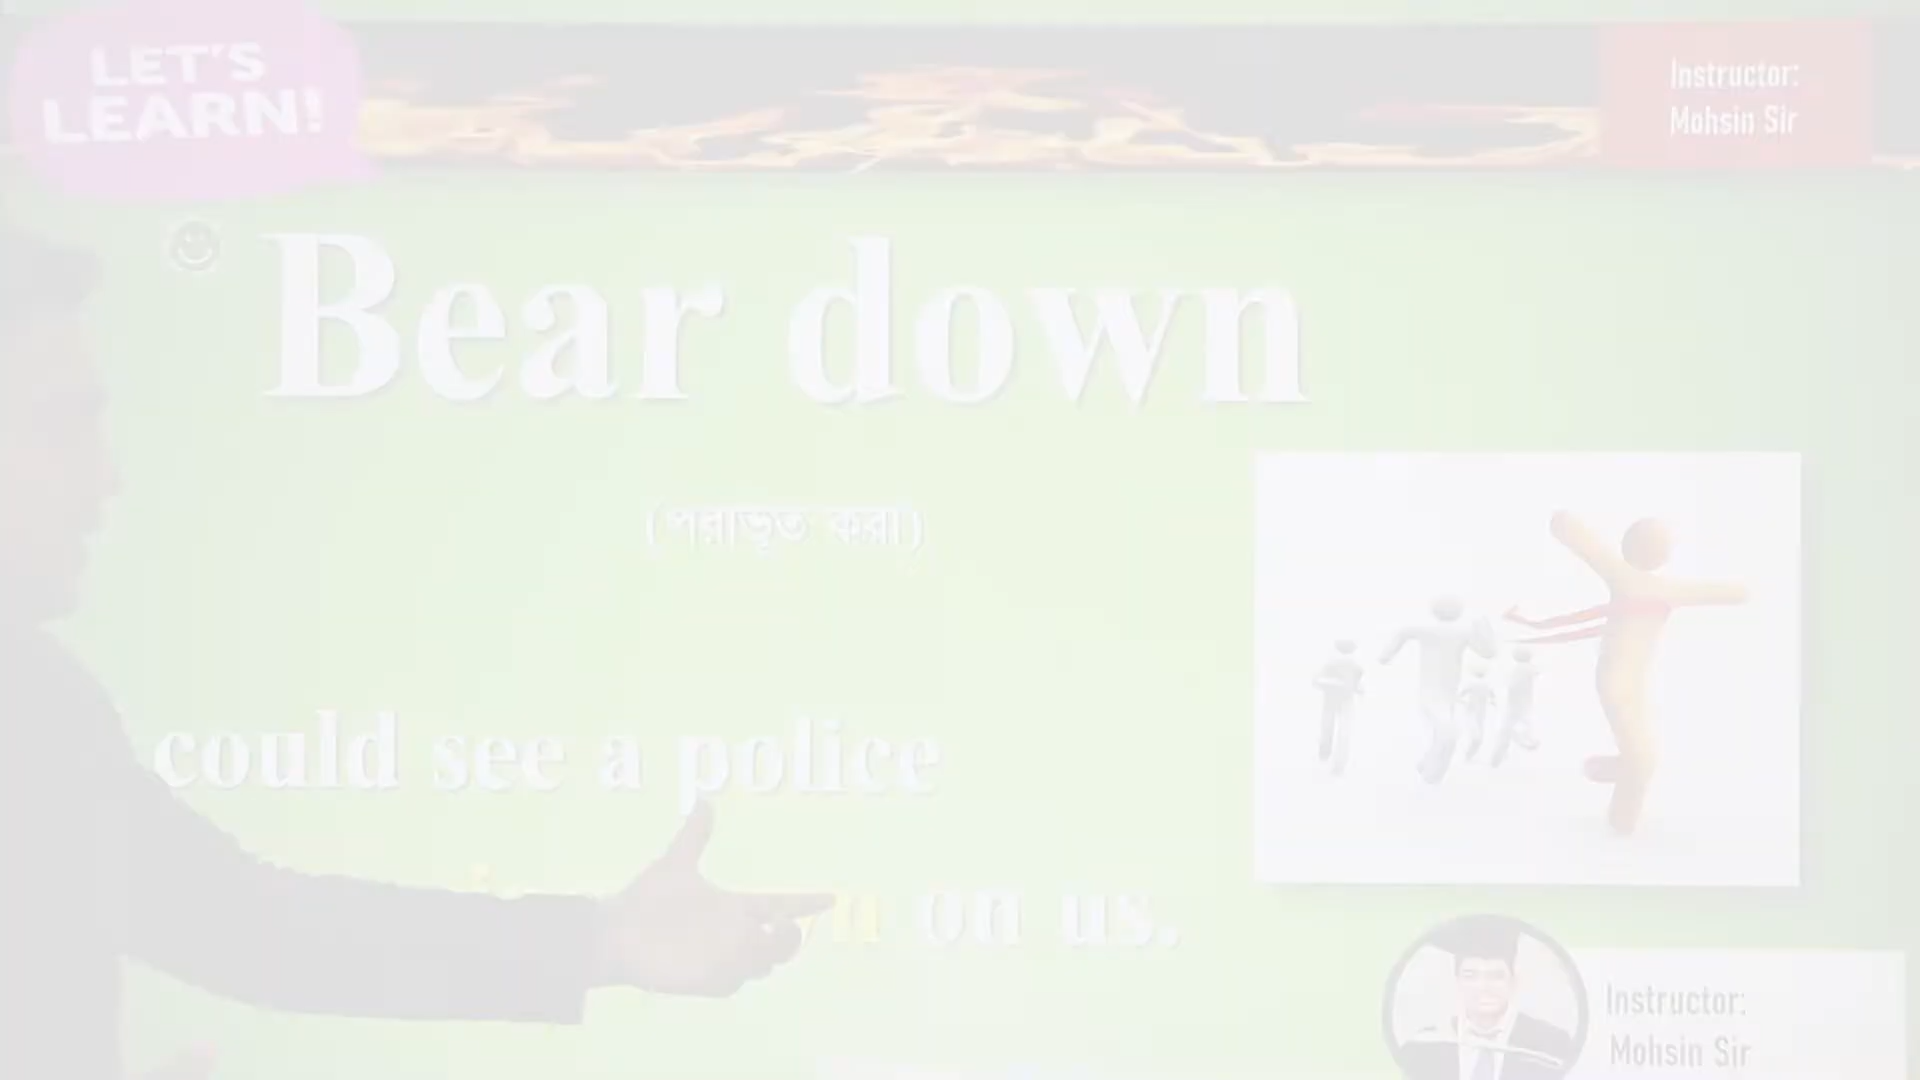 LET'S
LEARN!
Instructor:
Mohsin Sir
Bear down
(পরাভূত করা)
could see a police
on us.
Instructor:
Mohsin Sir